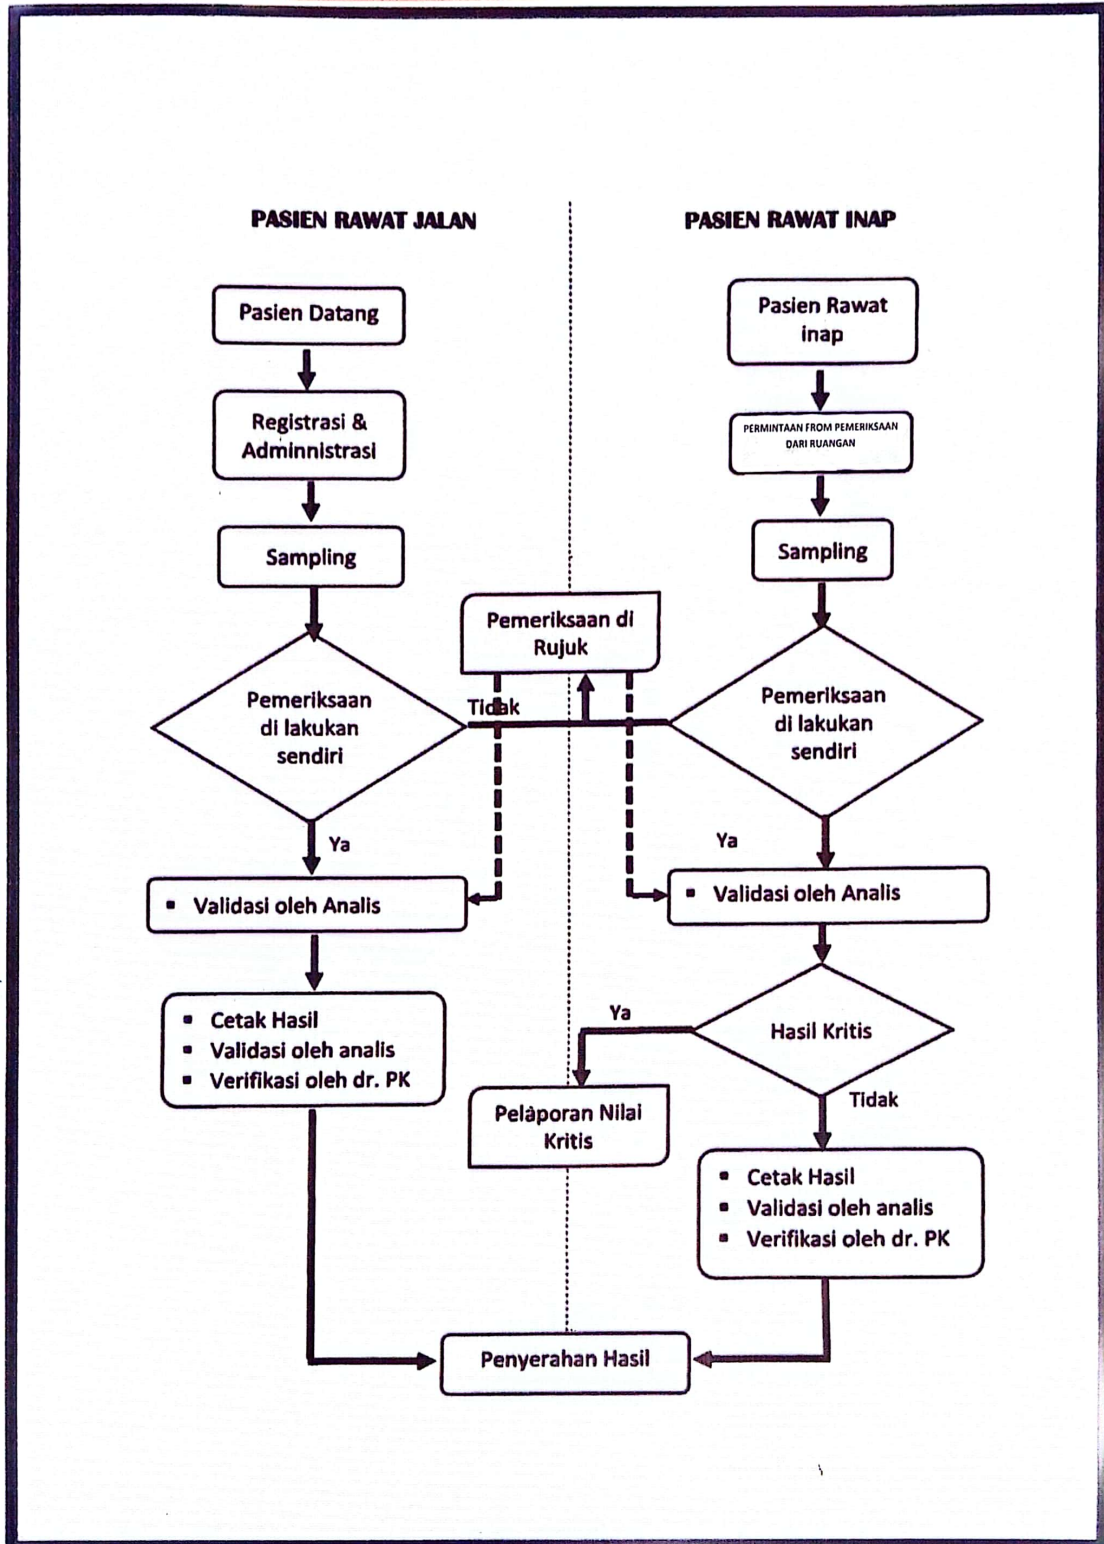 PASIEN RAWAT JALAN
PASIEN RAWAT INAP
Pasien Datang
Registrasi &
Adminnistrasi
Sampling
Pemeriksaan
di lakukan
sendiri
Tidak
Ya
▪ Validasi oleh Analis
▪ Cetak Hasil
▪ Validasi oleh analis
▪ Verifikasi oleh dr. PK
Pemeriksaan di
Rujuk
Pasien Rawat
inap
PERMINTAAN FROM PEMERIKSAAN
DARI RUANGAN
Sampling
Pemeriksaan
di lakukan
sendiri
Ya
▪ Validasi oleh Analis
Hasil Kritis
Ya
Pelaporan Nilai
Kritis
Tidak
▪ Cetak Hasil
▪ Validasi oleh analis
▪ Verifikasi oleh dr. PK
Penyerahan Hasil